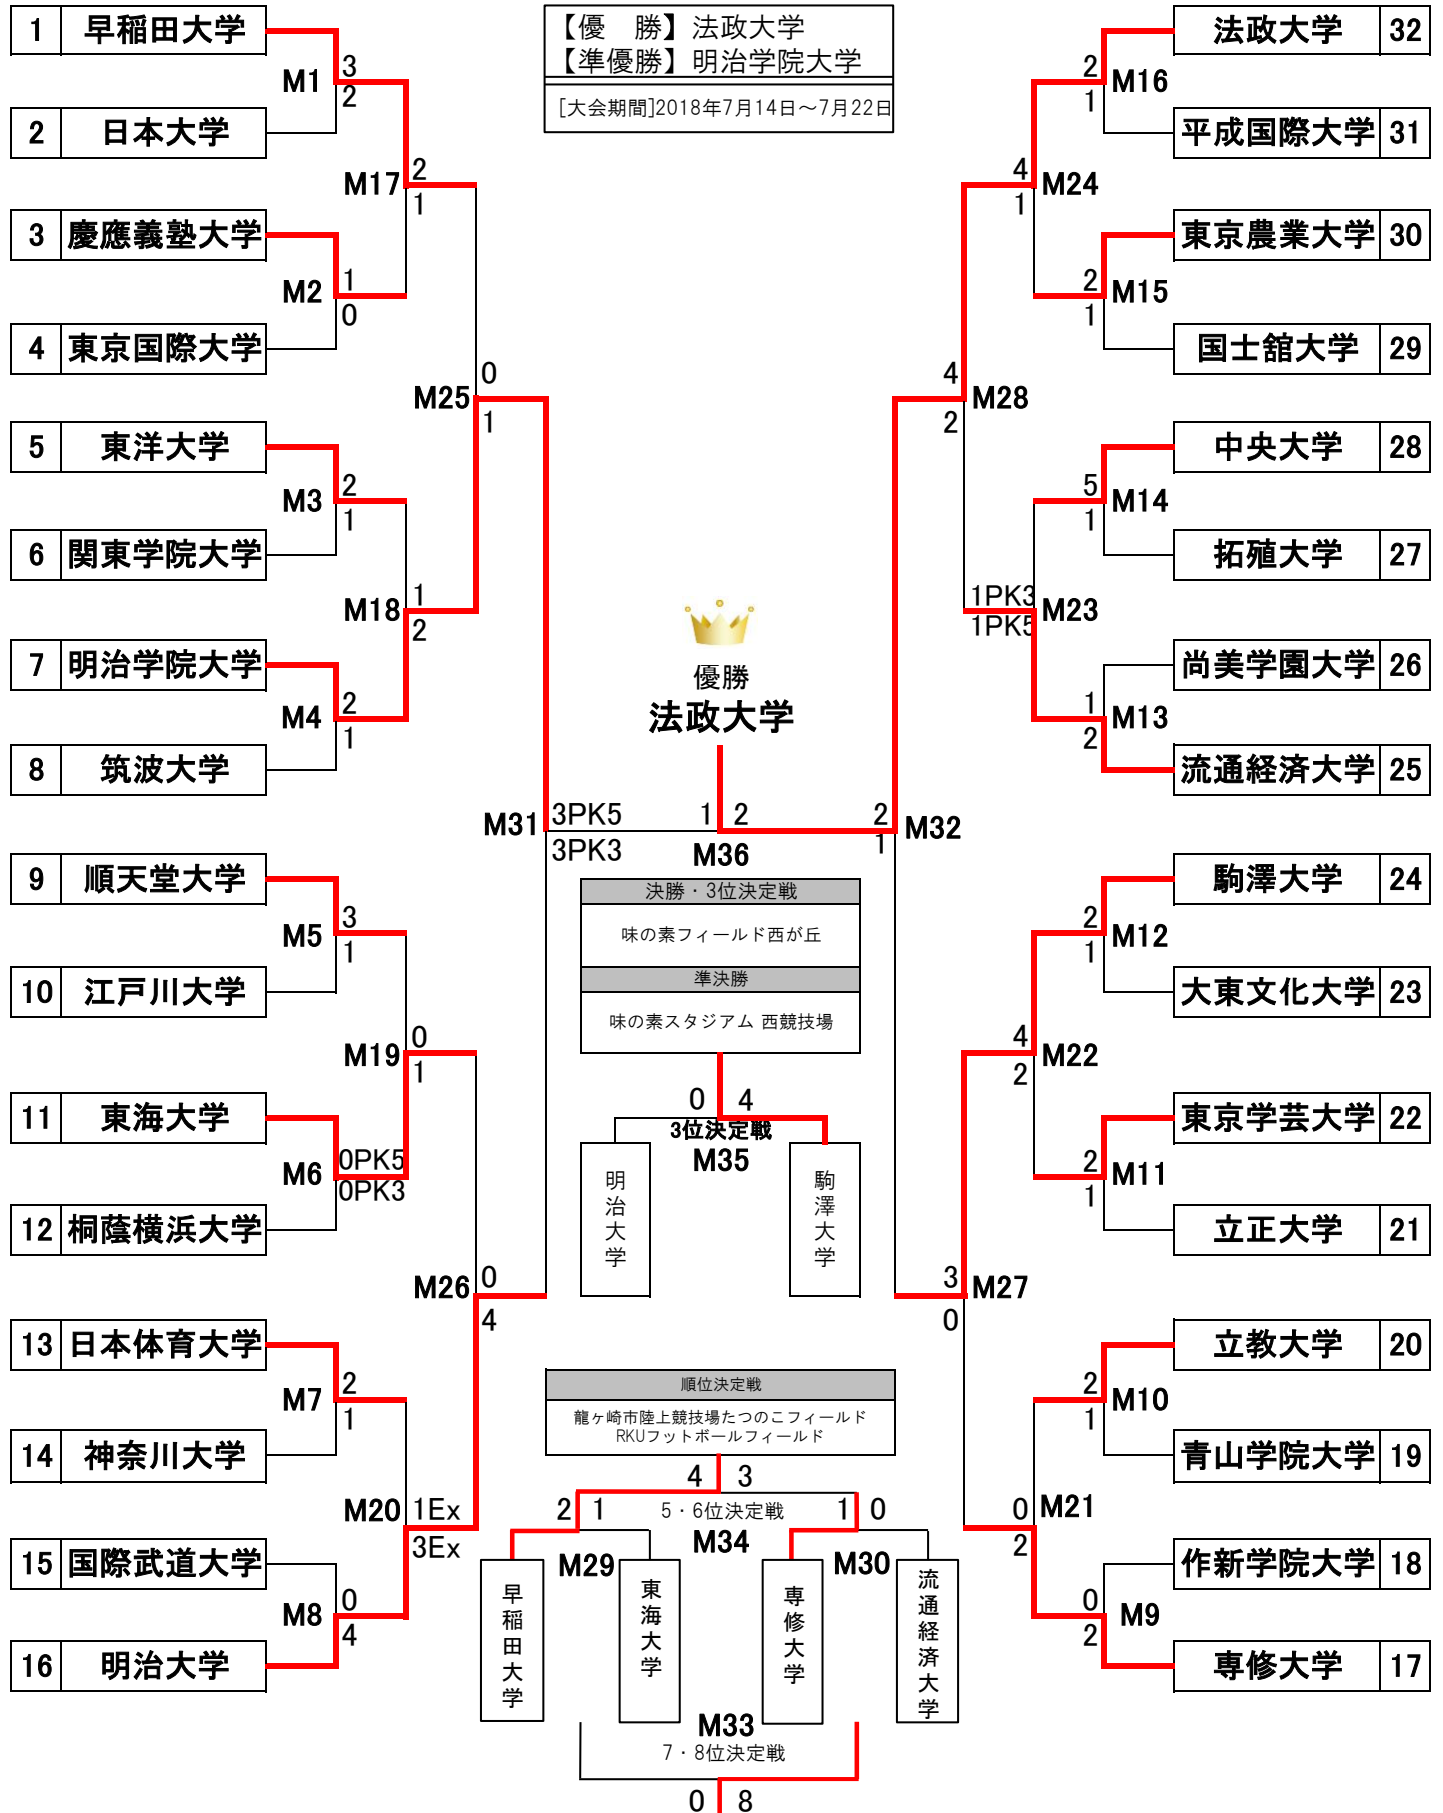 【優　勝】法政大学
【準優勝】明治学院大学
[大会期間]2018年7月14日～7月22日
1 早稲田大学
M1
3
2
2 日本大学
M17
2
1
3 慶應義塾大学
M2
1
0
4 東京国際大学
M25
0
1
5 東洋大学
M3
2
1
6 関東学院大学
M18
1
2
7 明治学院大学
M4
2
1
8 筑波大学
M31
3PK5
3PK3
9 順天堂大学
M5
3
1
10 江戸川大学
M19
0
1
11 東海大学
M6
0PK5
0PK3
12 桐蔭横浜大学
M26
0
4
13 日本体育大学
M7
2
1
14 神奈川大学
M20
1Ex
3Ex
15 国際武道大学
M8
0
4
16 明治大学
優勝
法政大学
1 2
M36
決勝・3位決定戦
味の素フィールド西が丘
準決勝
味の素スタジアム 西競技場
0 4
3位決定戦
M35
明治大学
駒澤大学
順位決定戦
龍ヶ崎市陸上競技場たつのこフィールド
RKUフットボールフィールド
4 3
5・6位決定戦
M34
2 1
M29
1 0
M30
早稲田大学
東海大学
専修大学
流通経済大学
M33
7・8位決定戦
0 8
法政大学 32
2
1
M16
平成国際大学 31
4
1
M24
東京農業大学 30
2
1
M15
国士舘大学 29
4
2
M28
中央大学 28
5
1
M14
拓殖大学 27
1PK3
1PK5
M23
尚美学園大学 26
1
2
M13
流通経済大学 25
2
1
M32
駒澤大学 24
2
1
M12
大東文化大学 23
4
2
M22
東京学芸大学 22
2
1
M11
立正大学 21
3
0
M27
立教大学 20
2
1
M10
青山学院大学 19
0
2
M21
作新学院大学 18
0
2
M9
専修大学 17